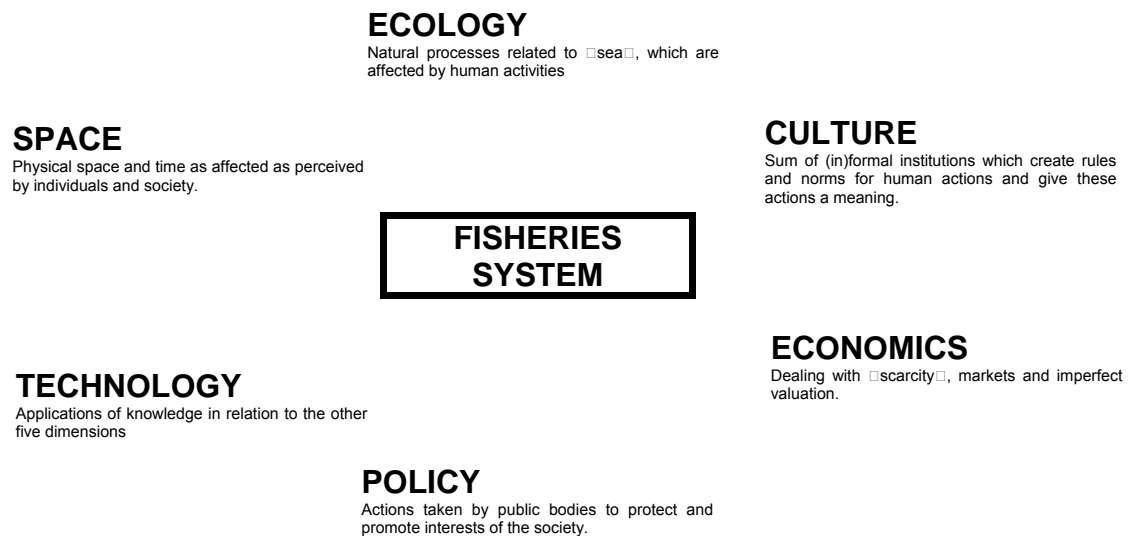 ECOLOGY
Natural processes related to □sea□, which are
affected by human activities
SPACE
Physical space and time as affected as perceived
by individuals and society.
CULTURE
Sum of (in)formal institutions which create rules
and norms for human actions and give these
actions a meaning.
FISHERIES
SYSTEM
ECONOMICS
Dealing with □scarcity□, markets and imperfect
valuation.
TECHNOLOGY
Applications of knowledge in relation to the other
five dimensions
POLICY
Actions taken by public bodies to protect and
promote interests of the society.